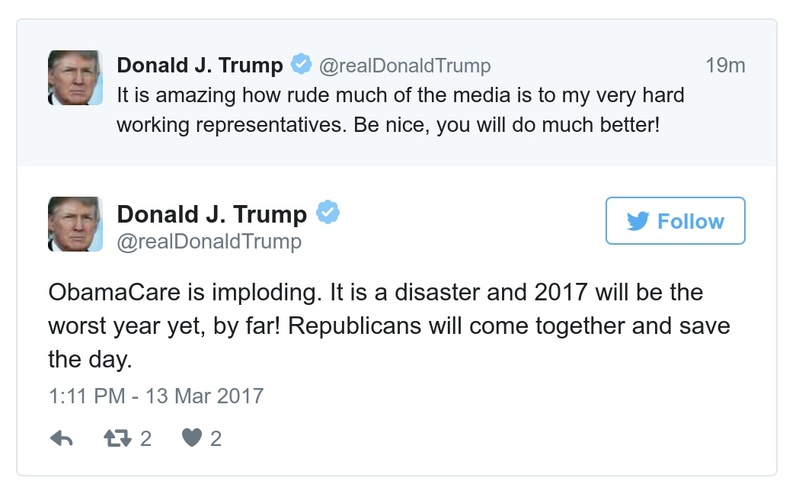 Donald J. Trump @realDonaldTrump 19m
It is amazing how rude much of the media is to my very hard
working representatives. Be nice, you will do much better!
Donald J. Trump
@realDonaldTrump
Follow
ObamaCare is imploding. It is a disaster and 2017 will be the
worst year yet, by far! Republicans will come together and save
the day.
1:11 PM - 13 Mar 2017
2 2